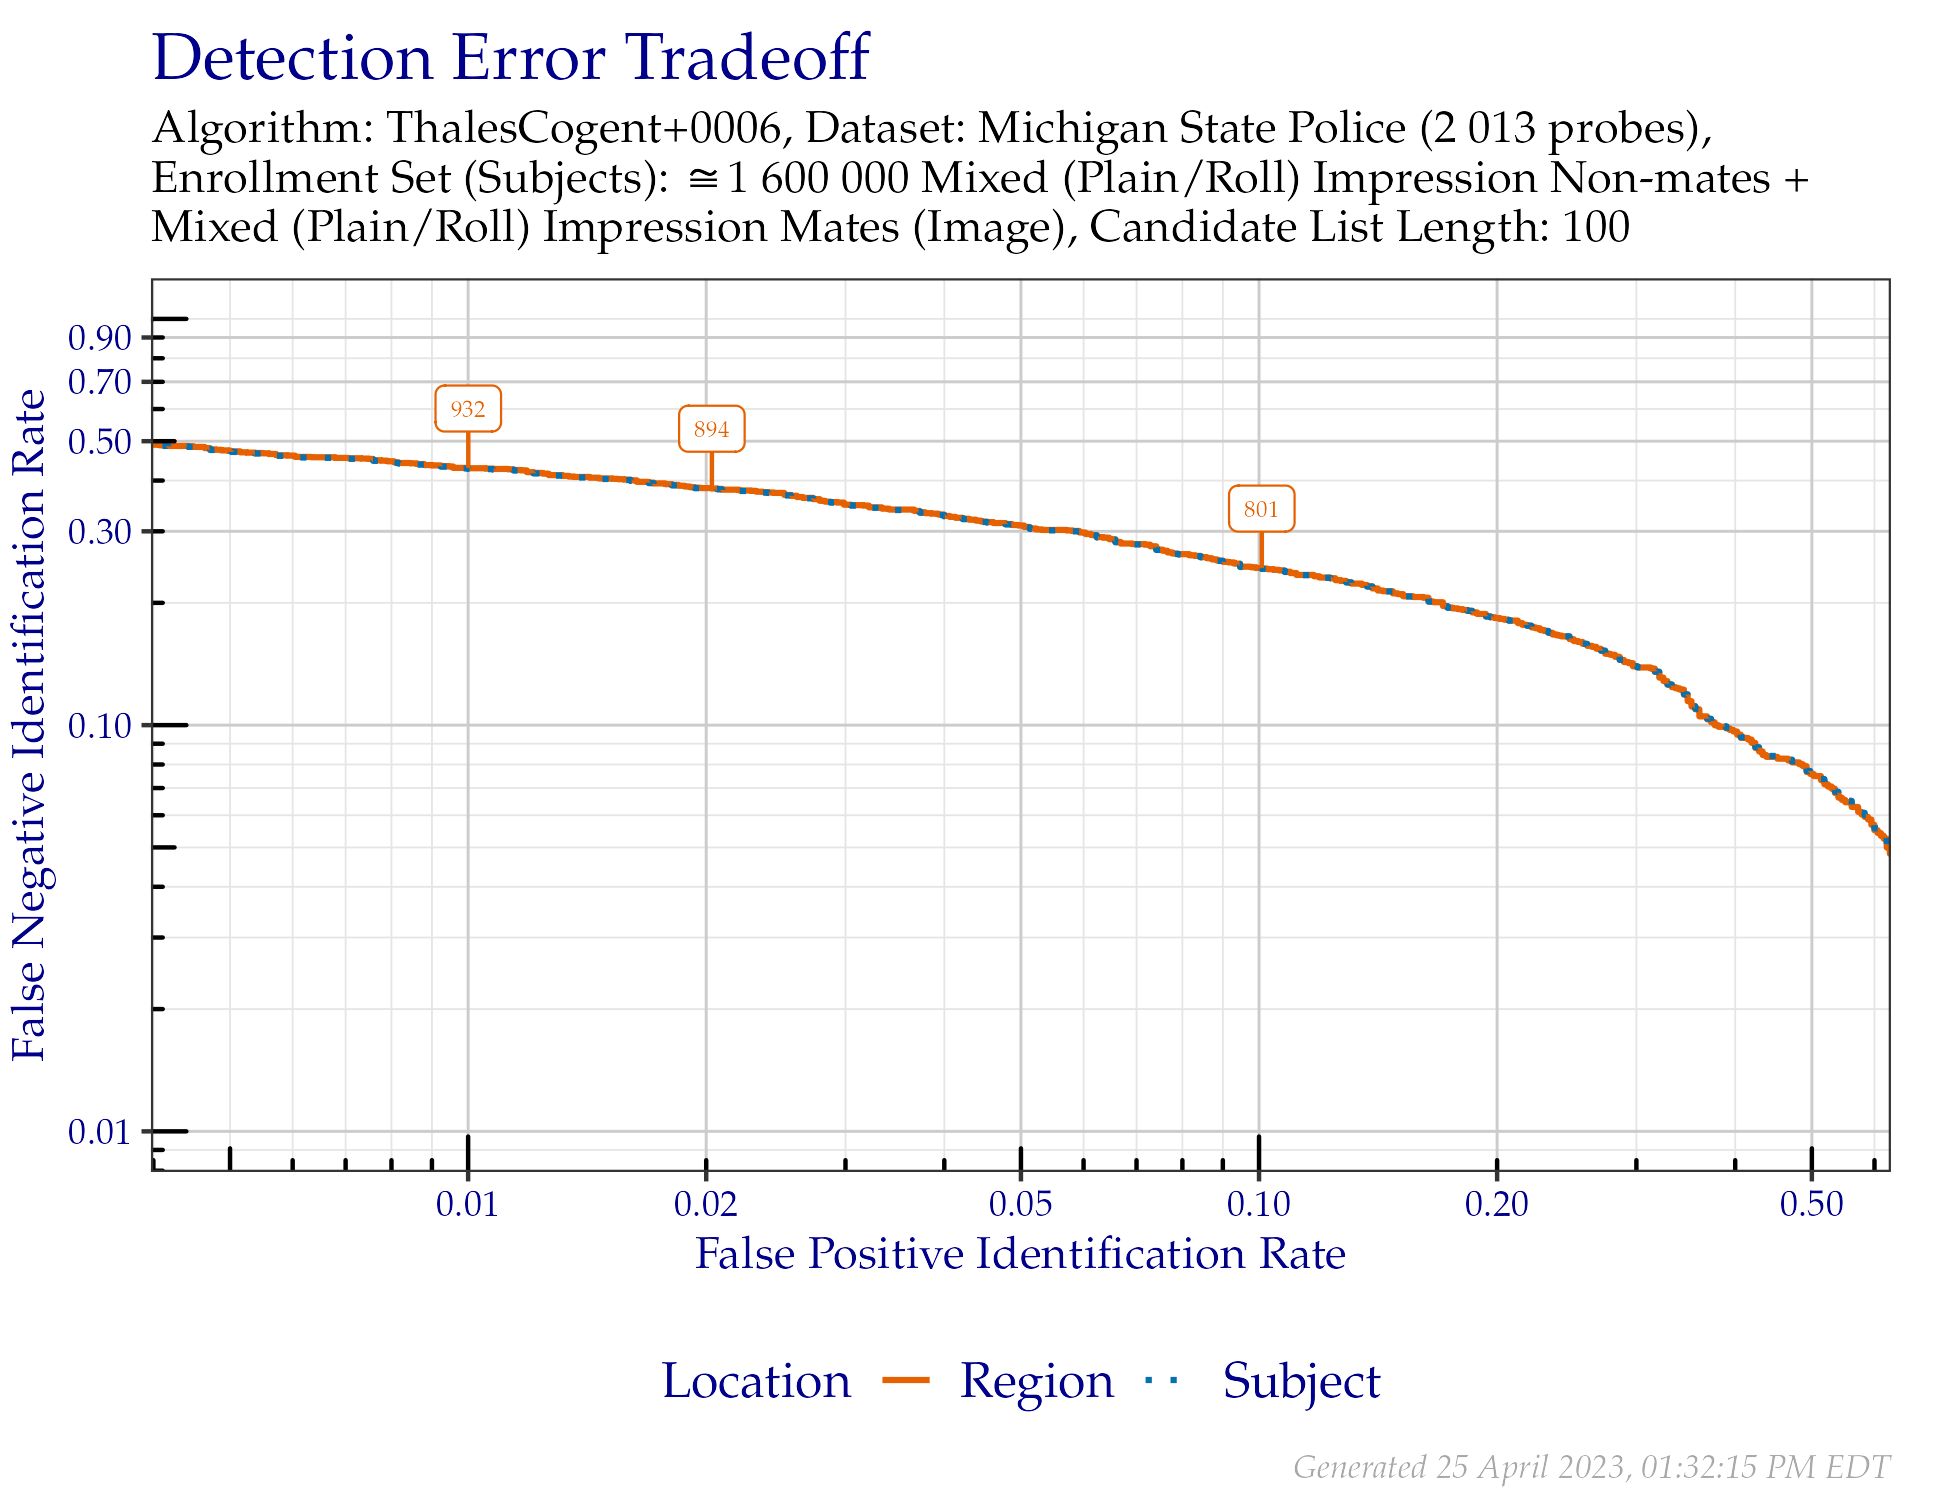 Detection Error Tradeoff
Algorithm: ThalesCogent+0006, Dataset: Michigan State Police (2 013 probes),
Enrollment Set (Subjects): ≅1 600 000 Mixed (Plain/Roll) Impression Non-mates +
Mixed (Plain/Roll) Impression Mates (Image), Candidate List Length: 100
False Negative Identification Rate
0.90
0.70
0.50
0.30
0.10
0.01
932
894
801
0.01 0.02 0.05 0.10 0.20 0.50
False Positive Identification Rate
Location Region Subject
Generated 25 April 2023, 01:32:15 PM EDT